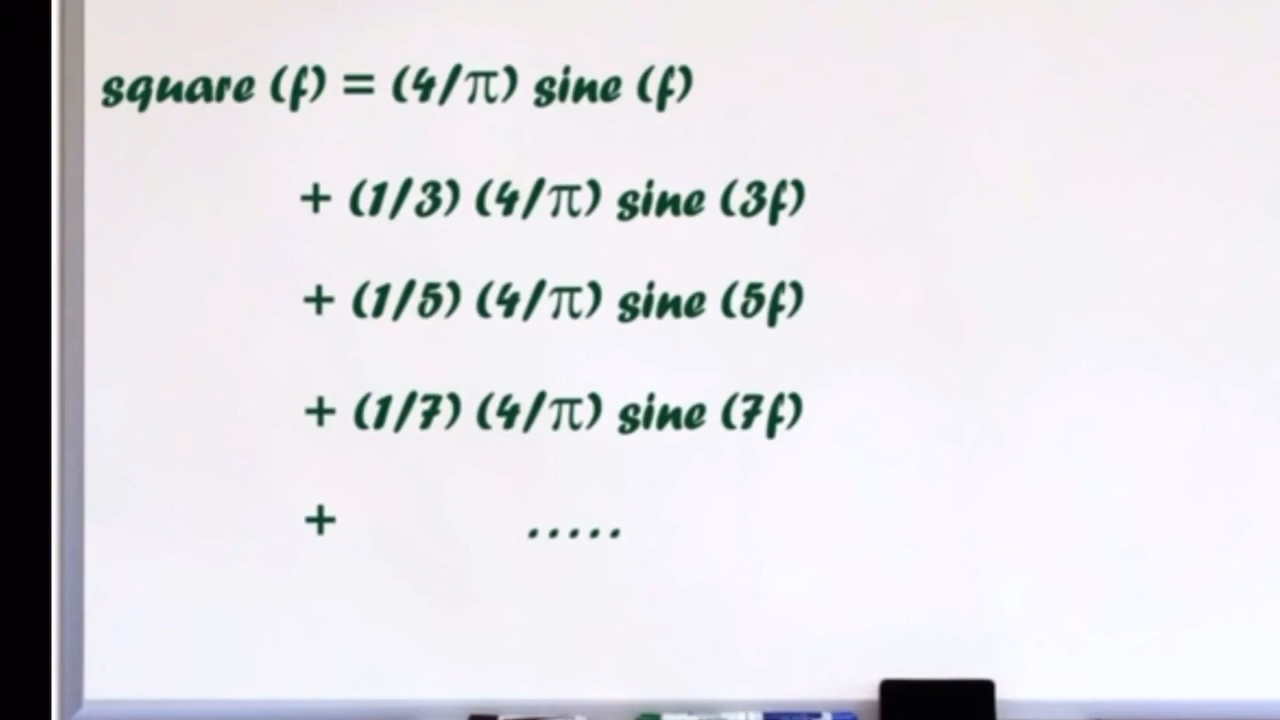 square (f) = (4/π) sine (f)
+ (1/3) (4/π) sine (3f)
+ (1/5) (4/π) sine (5f)
+ (1/7) (4/π) sine (7f)
+ .....